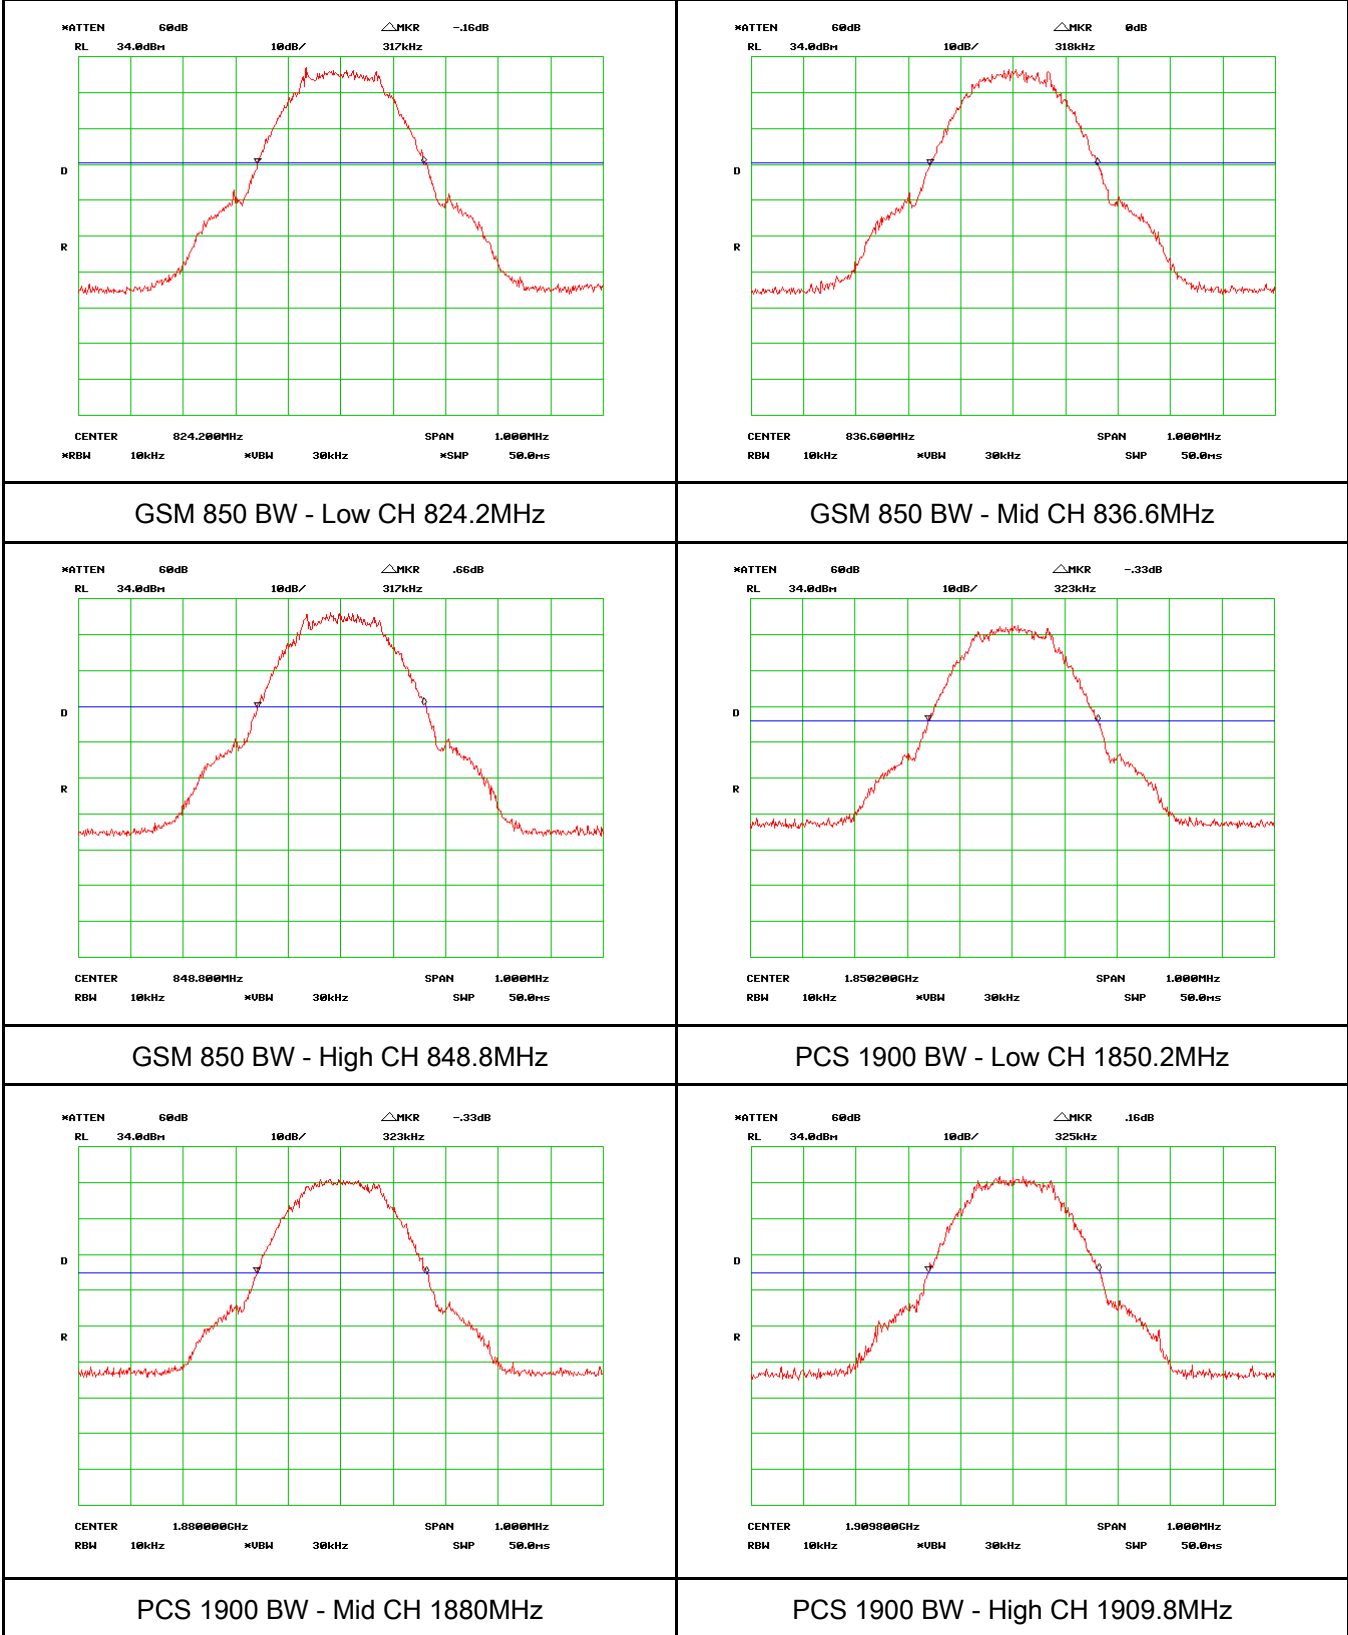 *ATTEN 60dB △MKR -.16dB
RL 34.0dBm 10dB/ 317kHz
D
R
CENTER 824.200MHz SPAN 1.000MHz
*RBW 10kHz *VBW 30kHz *SWP 50.0ms
GSM 850 BW - Low CH 824.2MHz
*ATTEN 60dB △MKR 0dB
RL 34.0dBm 10dB/ 318kHz
D
R
CENTER 836.600MHz SPAN 1.000MHz
RBW 10kHz *VBW 30kHz SWP 50.0ms
GSM 850 BW - Mid CH 836.6MHz
*ATTEN 60dB △MKR .66dB
RL 34.0dBm 10dB/ 317kHz
D
R
CENTER 848.800MHz SPAN 1.000MHz
RBW 10kHz *VBW 30kHz SWP 50.0ms
GSM 850 BW - High CH 848.8MHz
*ATTEN 60dB △MKR -.33dB
RL 34.0dBm 10dB/ 323kHz
D
R
CENTER 1.850200GHz SPAN 1.000MHz
RBW 10kHz *VBW 30kHz SWP 50.0ms
PCS 1900 BW - Low CH 1850.2MHz
*ATTEN 60dB △MKR -.33dB
RL 34.0dBm 10dB/ 323kHz
D
R
CENTER 1.880000GHz SPAN 1.000MHz
RBW 10kHz *VBW 30kHz SWP 50.0ms
PCS 1900 BW - Mid CH 1880MHz
*ATTEN 60dB △MKR .16dB
RL 34.0dBm 10dB/ 325kHz
D
R
CENTER 1.909800GHz SPAN 1.000MHz
RBW 10kHz *VBW 30kHz SWP 50.0ms
PCS 1900 BW - High CH 1909.8MHz